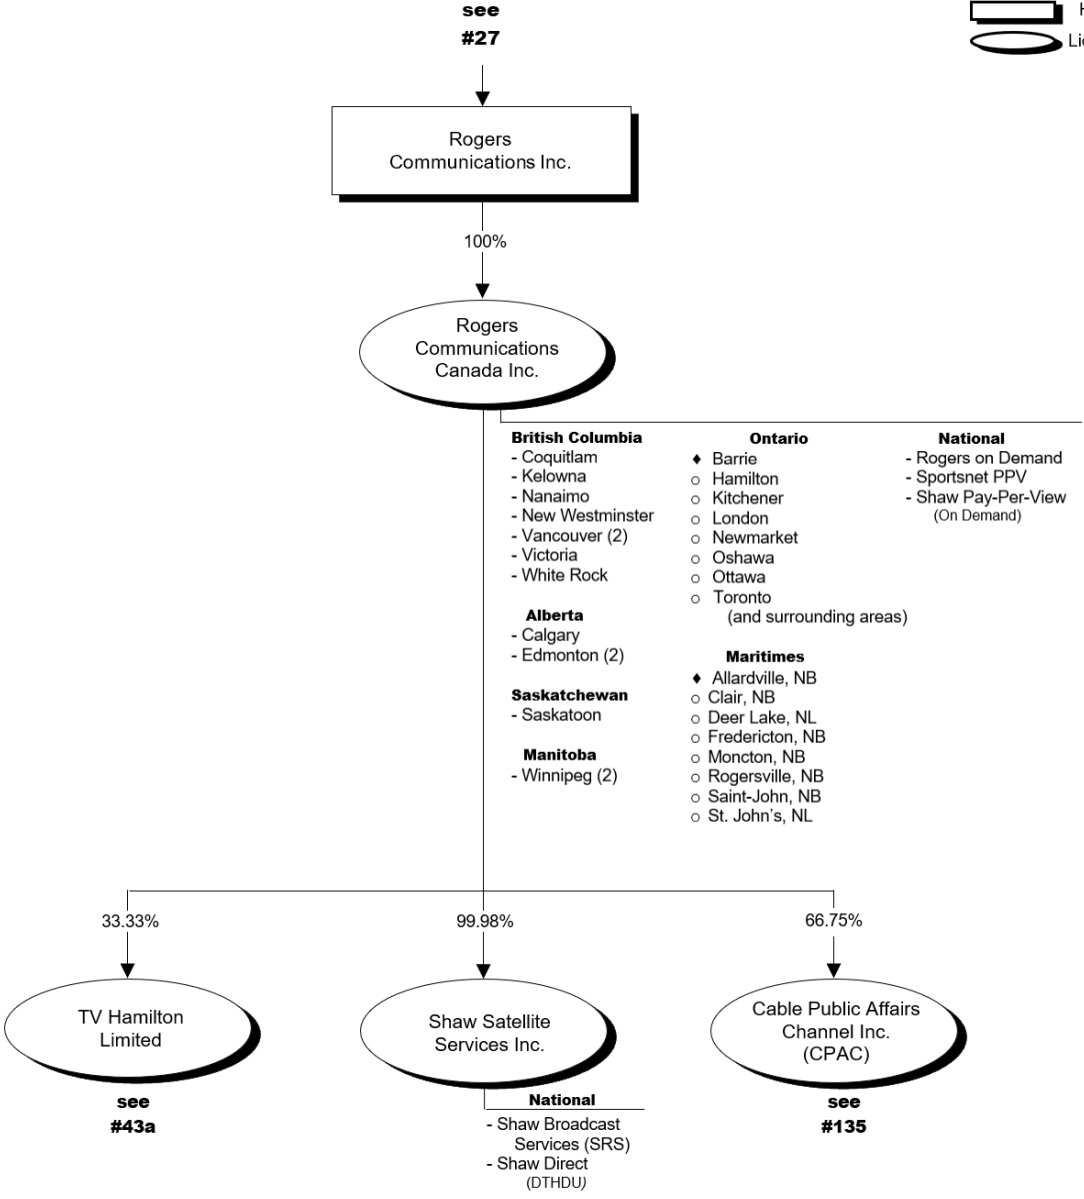 see
#27
H
Lic
Rogers
Communications Inc.
100%
Rogers
Communications
Canada Inc.
British Columbia
- Coquitlam
- Kelowna
- Nanaimo
- New Westminster
- Vancouver (2)
- Victoria
- White Rock
Alberta
- Calgary
- Edmonton (2)
Saskatchewan
- Saskatoon
Manitoba
- Winnipeg (2)
Ontario
♦ Barrie
o Hamilton
o Kitchener
o London
o Newmarket
o Oshawa
o Ottawa
o Toronto
(and surrounding areas)
Maritimes
♦ Allardville, NB
o Clair, NB
o Deer Lake, NL
o Fredericton, NB
o Moncton, NB
o Rogersville, NB
o Saint-John, NB
o St. John's, NL
National
- Rogers on Demand
- Sportsnet PPV
- Shaw Pay-Per-View
(On Demand)
33.33%
99.98%
66.75%
TV Hamilton
Limited
see
#43a
Shaw Satellite
Services Inc.
National
- Shaw Broadcast
Services (SRS)
- Shaw Direct
(DTHDU)
Cable Public Affairs
Channel Inc.
(CPAC)
see
#135